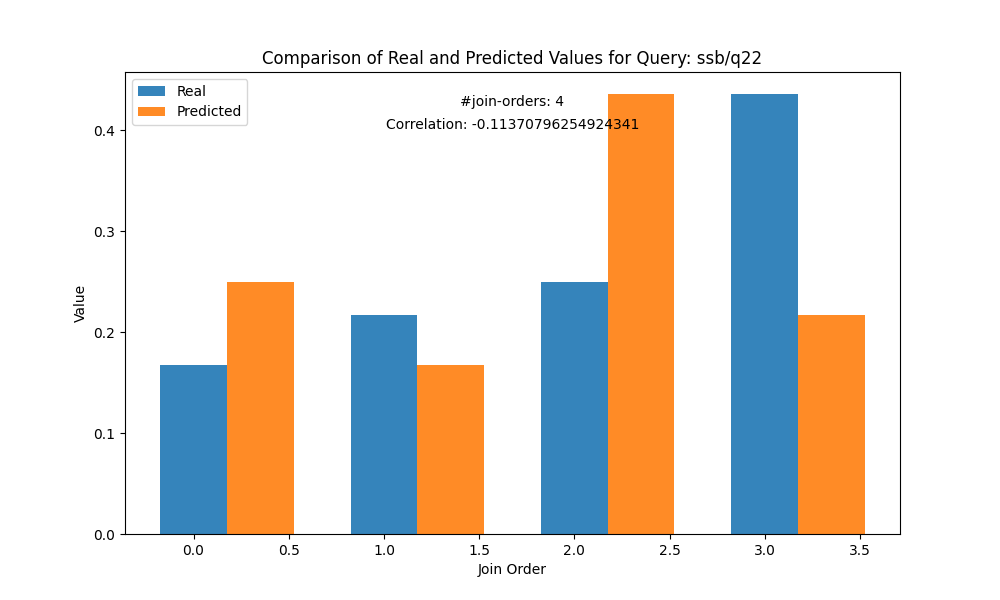 Comparison of Real and Predicted Values for Query: ssb/q22
Real
Predicted
#join-orders: 4
Correlation: -0.11370796254924341
Value
0.4
0.3
0.2
0.1
0.0
0.0 0.5 1.0 1.5 2.0 2.5 3.0 3.5
Join Order